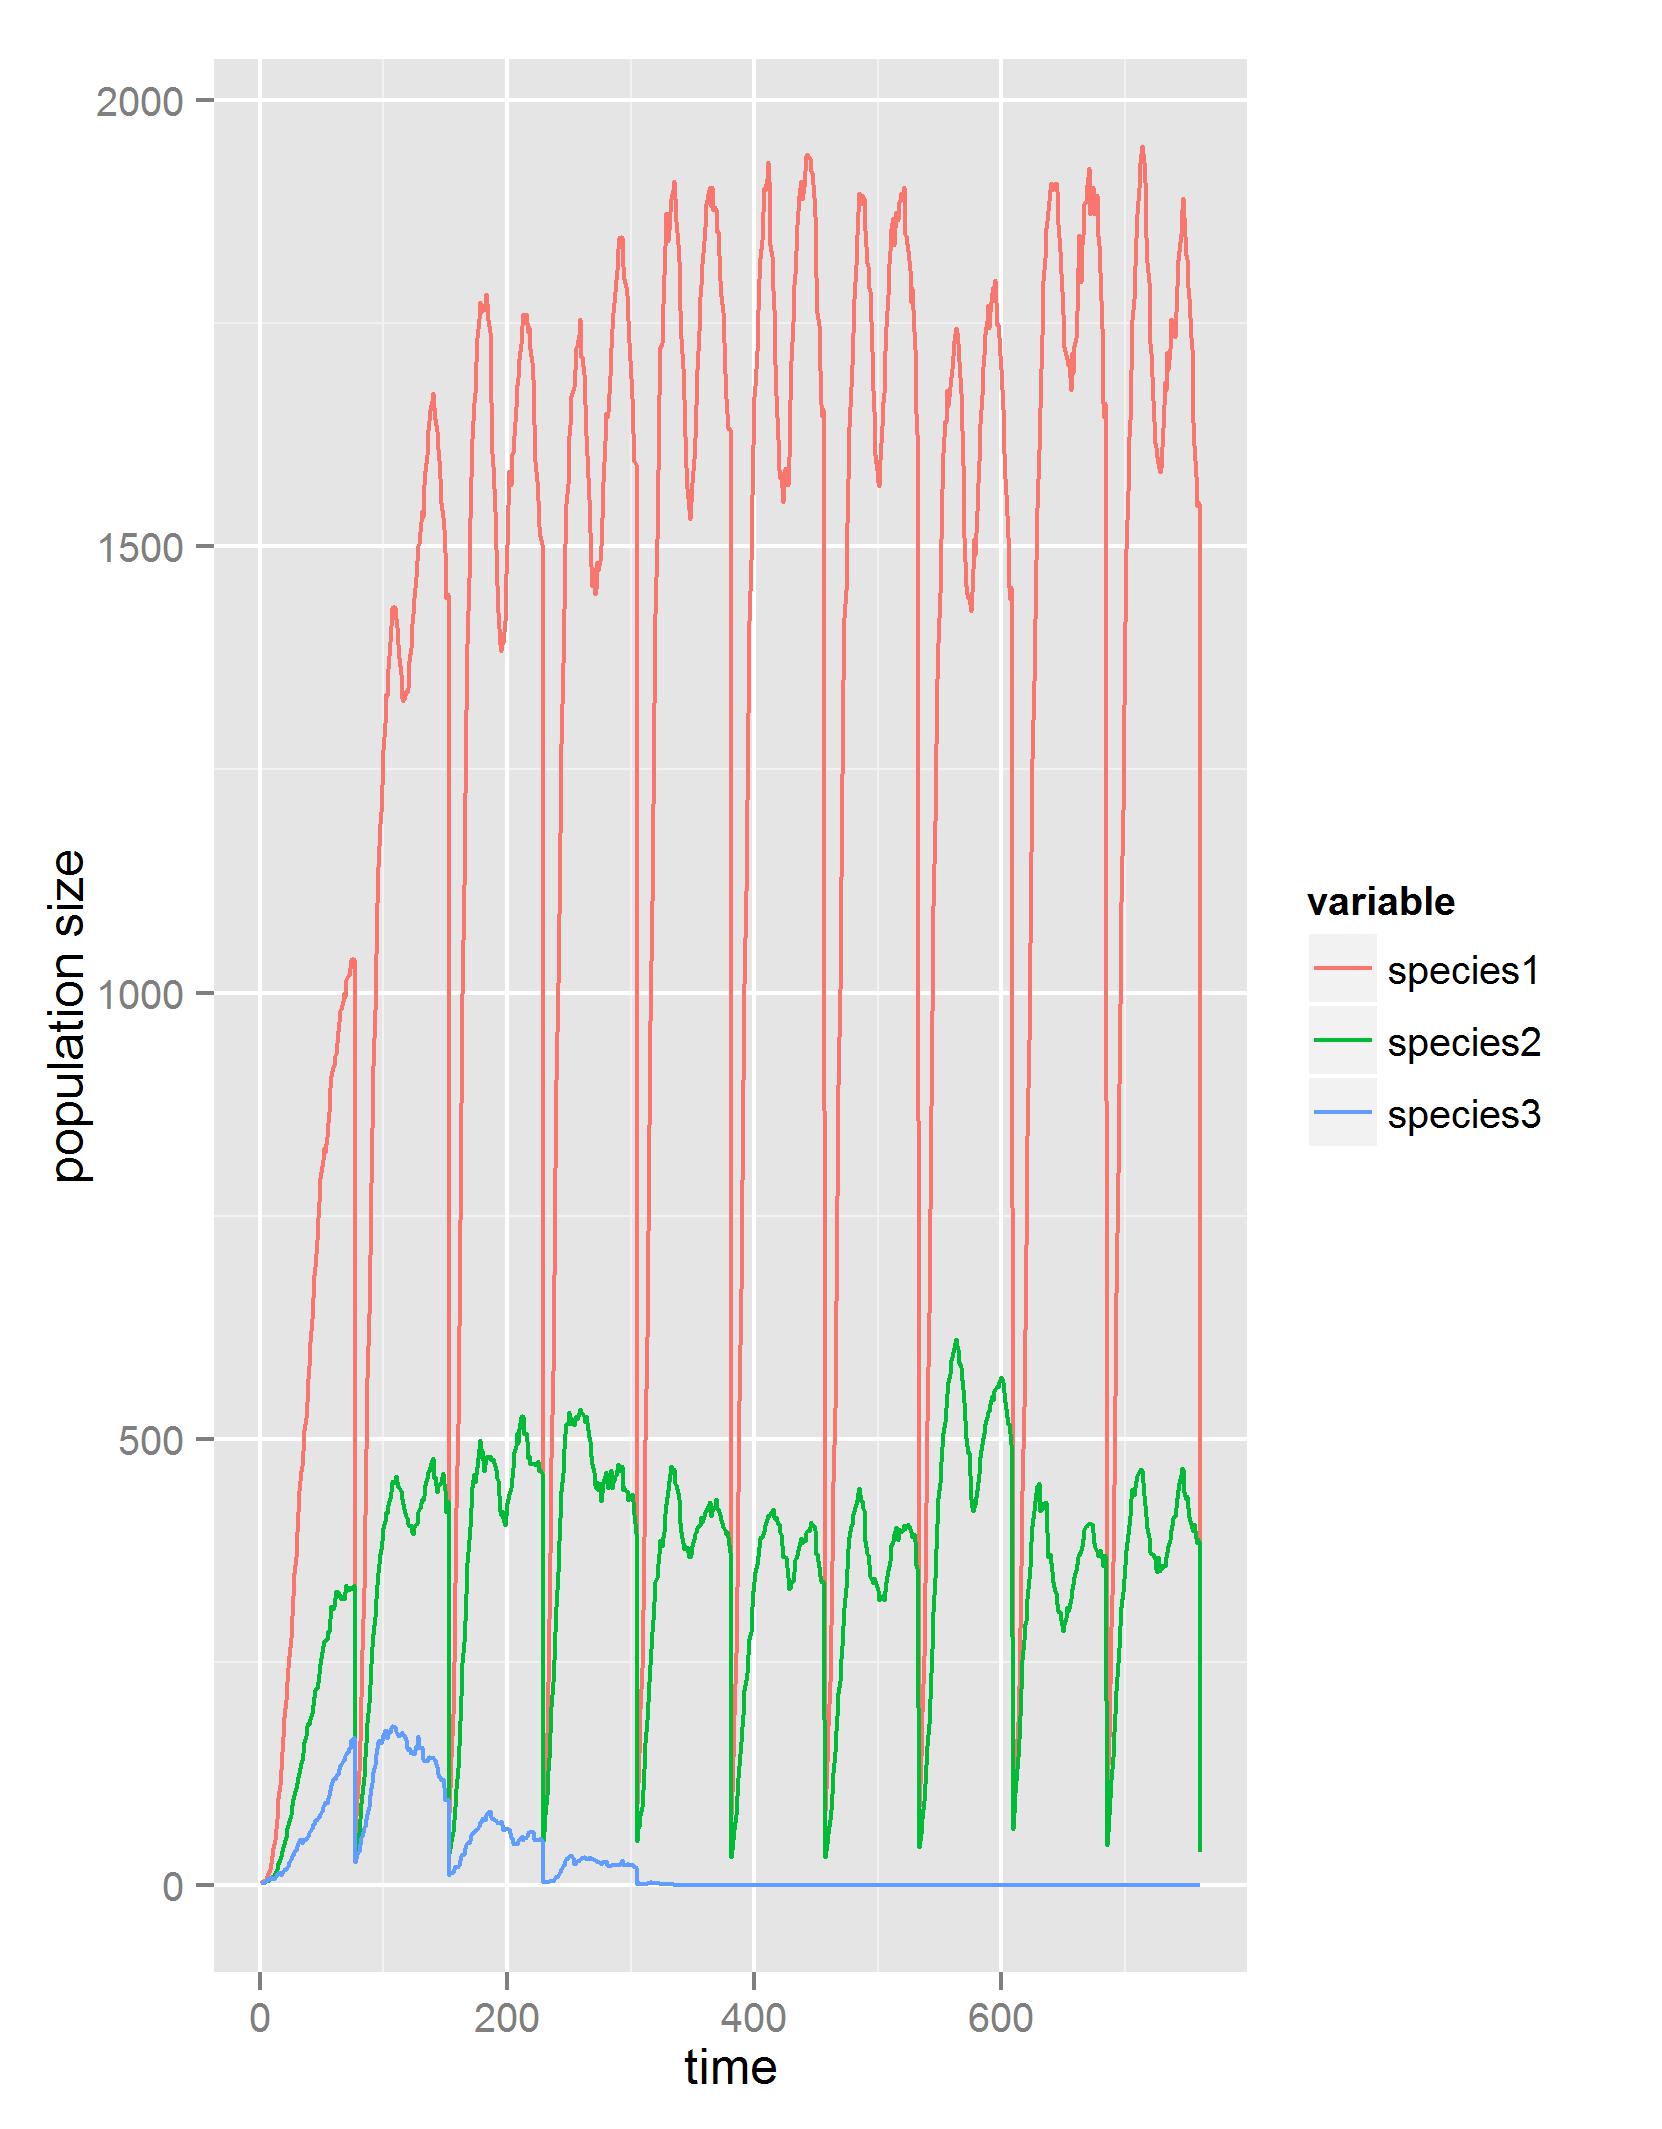 population size
2000
1500
1000
500
0
0 200 400 600
time
variable
species1
species2
species3